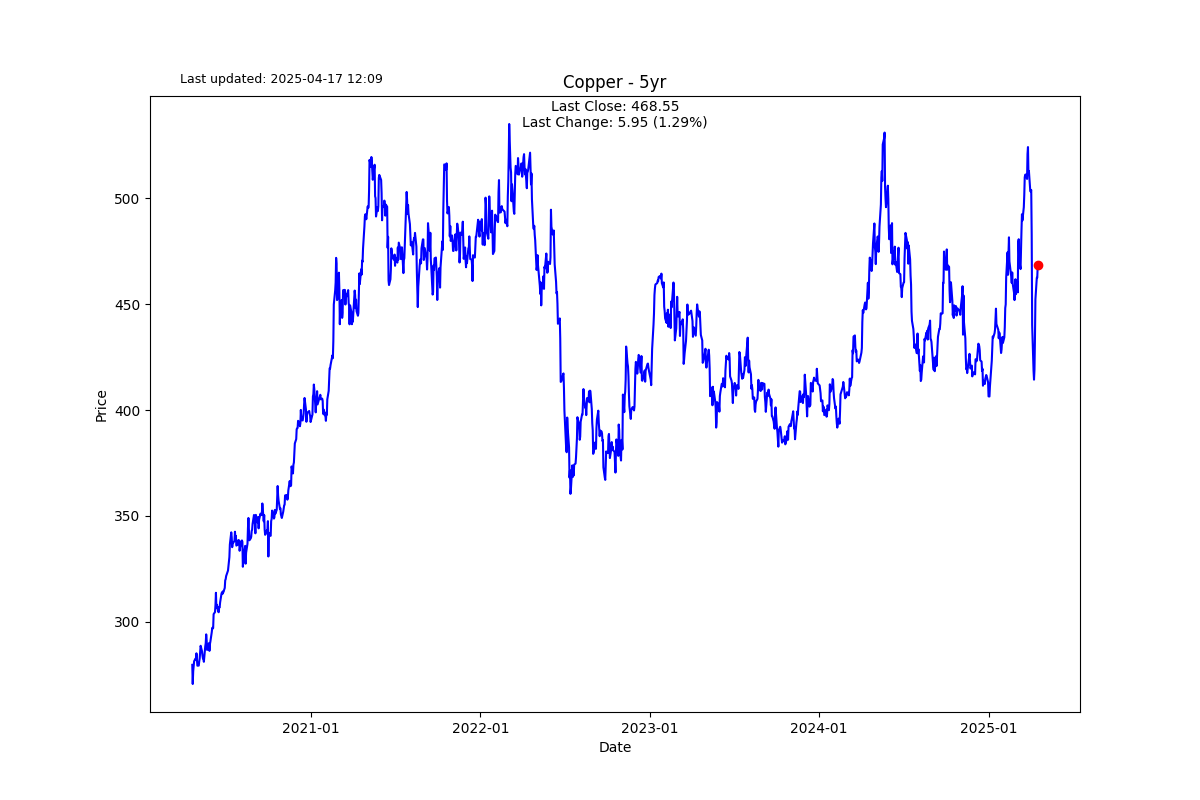 Last updated: 2025-04-17 12:09
Copper - 5yr
Last Close: 468.55
Last Change: 5.95 (1.29%)
500
450
400
350
300
Price
2021-01
2022-01
2023-01
2024-01
2025-01
Date